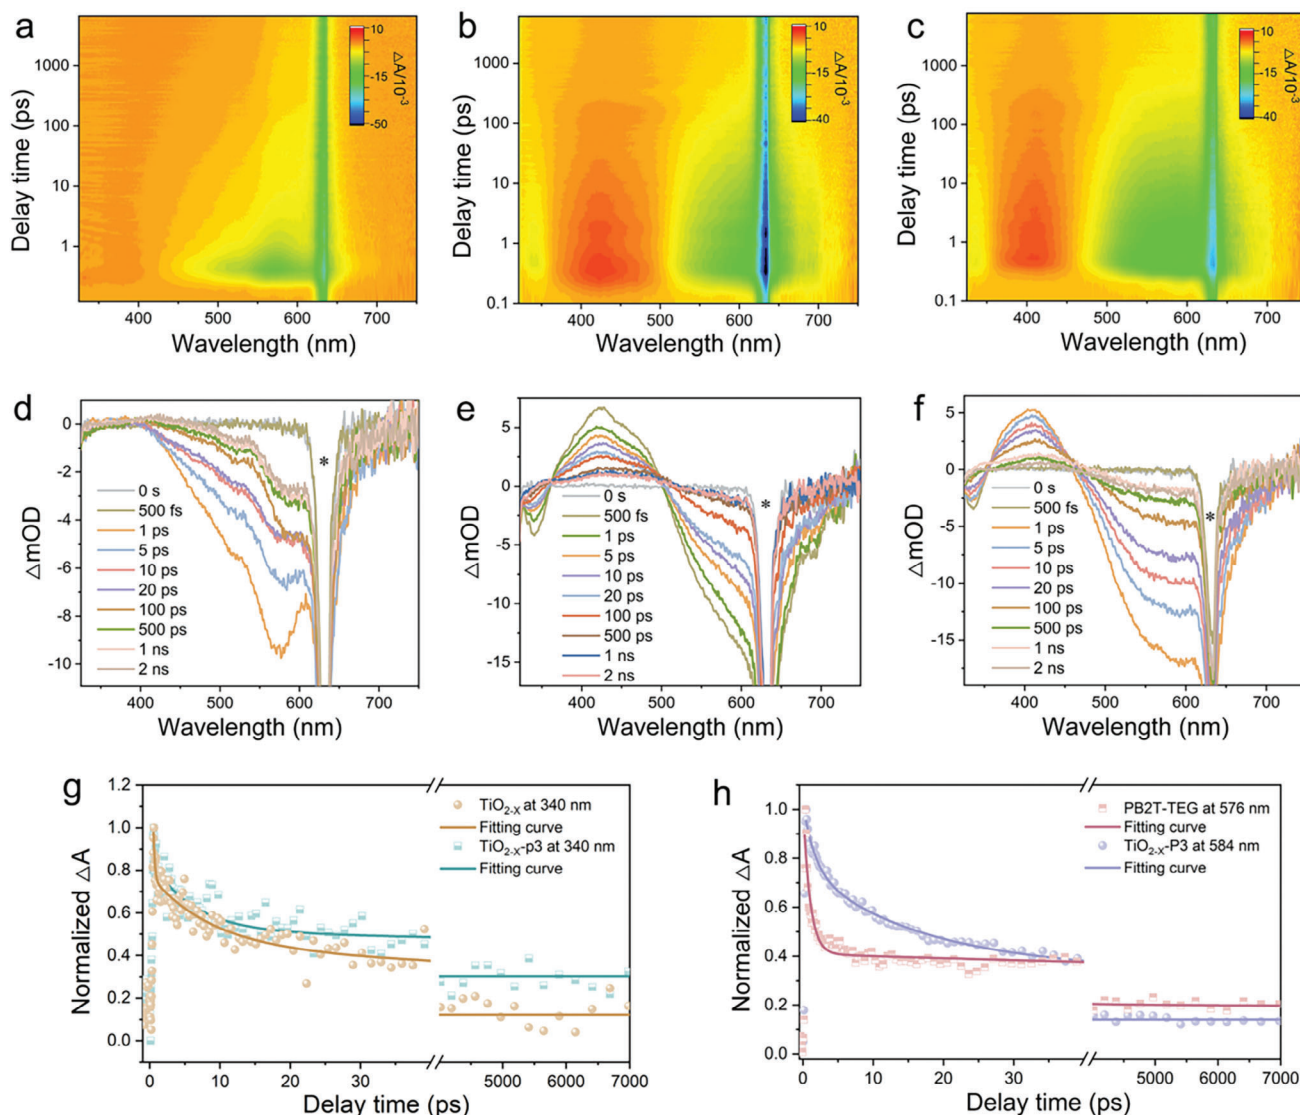 a
10
-15
-50
△A/10⁻³
1000
100
10
1
Delay time (ps)
400 500 600 700
Wavelength (nm)
b
10
-15
-40
△A/10⁻³
1000
100
10
1
0.1
Delay time (ps)
400 500 600 700
Wavelength (nm)
c
10
-15
-40
△A/10⁻³
1000
100
10
1
0.1
Delay time (ps)
400 500 600 700
Wavelength (nm)
d
0
-2
-4
-6
-8
-10
ΔmOD
*
0 s
500 fs
1 ps
5 ps
10 ps
20 ps
100 ps
500 ps
1 ns
2 ns
400 500 600 700
Wavelength (nm)
e
5
0
-5
-10
-15
ΔmOD
*
0 s
500 fs
1 ps
5 ps
10 ps
20 ps
100 ps
500 ps
1 ns
2 ns
400 500 600 700
Wavelength (nm)
f
5
0
-5
-10
-15
ΔmOD
*
0 s
500 fs
1 ps
5 ps
10 ps
20 ps
100 ps
500 ps
1 ns
2 ns
400 500 600 700
Wavelength (nm)
g
1.2
1.0
0.8
0.6
0.4
0.2
0.0
Normalized △A
TiO₂₋ₓ at 340 nm
Fitting curve
TiO₂₋ₓ-p3 at 340 nm
Fitting curve
0 10 20 30 5000 6000 7000
Delay time (ps)
h
1.0
0.8
0.6
0.4
0.2
0.0
Normalized △A
PB2T-TEG at 576 nm
Fitting curve
TiO₂₋ₓ-P3 at 584 nm
Fitting curve
0 10 20 30 5000 6000 7000
Delay time (ps)